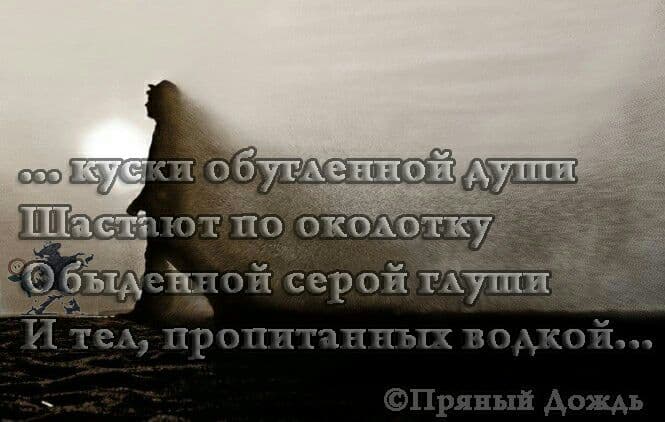 ... куски обугленной души
Шастают по околотку
Обыденной серой глуши
И тел, пропитанных водкой...
©Пряный Дождь